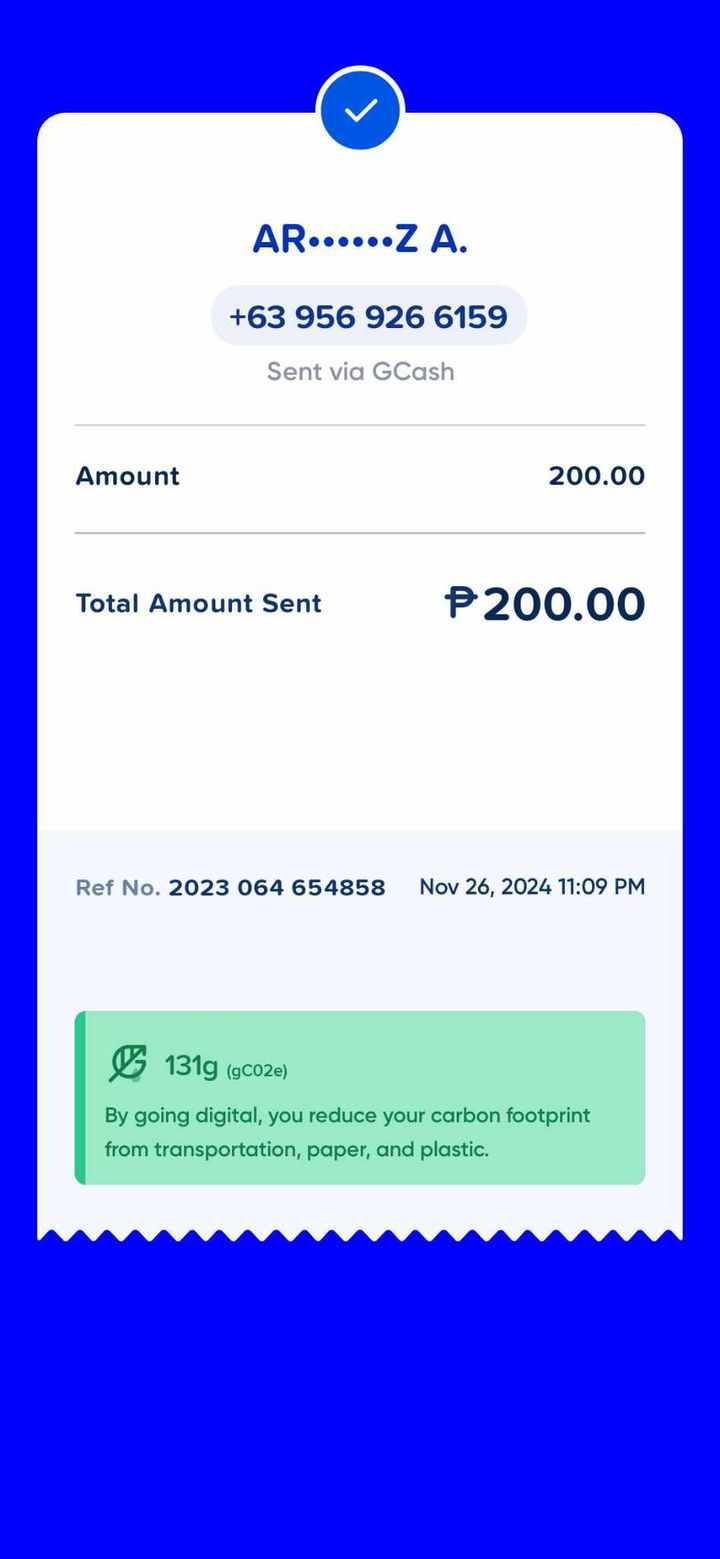 AR••••••Z A.
+63 956 926 6159
Sent via GCash
Amount 200.00
Total Amount Sent ₱200.00
Ref No. 2023 064 654858 Nov 26, 2024 11:09 PM
131g (gC02e)
By going digital, you reduce your carbon footprint
from transportation, paper, and plastic.